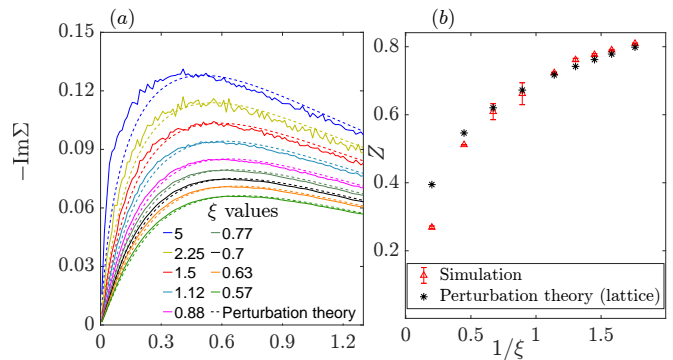 (a)
(b)
0.15
0.12
0.09
0.06
0.03
0
−ImΣ
ξ values
5
2.25
1.5
1.12
0.88
0.77
0.7
0.63
0.57
Perturbation theory
0 0.3 0.6 0.9 1.2
0.8
0.6
0.4
0.2
Z
Simulation
Perturbation theory (lattice)
0 0.5 1 1.5 2
1/ξ